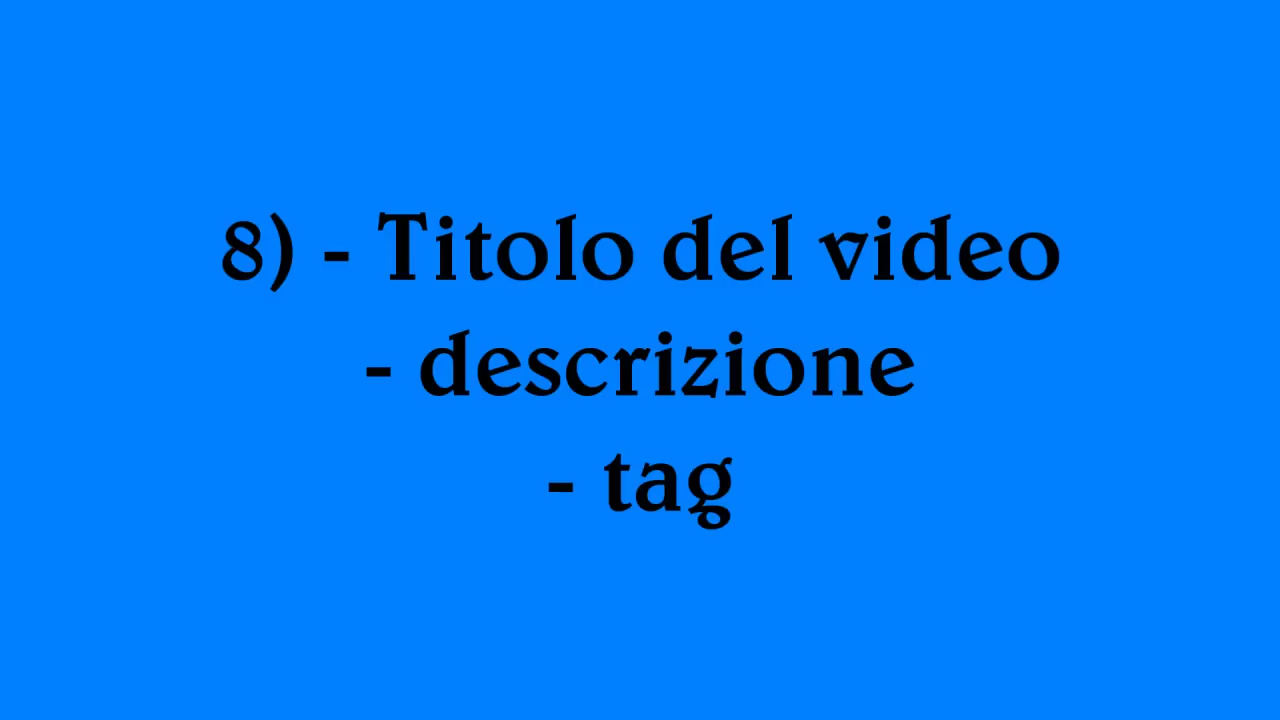 8) - Titolo del video
- descrizione
- tag